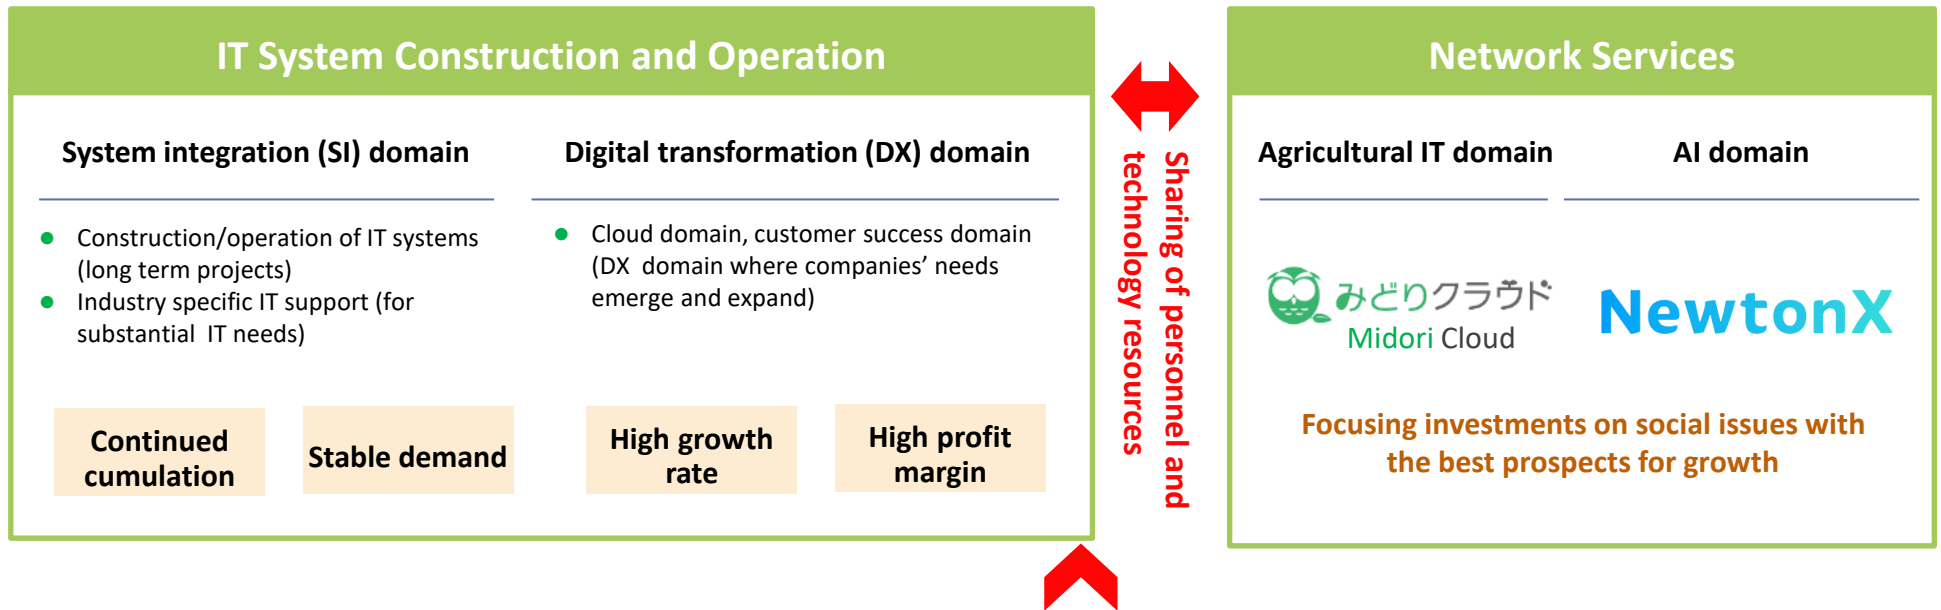 IT System Construction and Operation
System integration (SI) domain
● Construction/operation of IT systems
(long term projects)
● Industry specific IT support (for
substantial  IT needs)
Continued
cumulation
Stable demand
Digital transformation (DX) domain
● Cloud domain, customer success domain
(DX  domain where companies’ needs
emerge and expand)
High growth
rate
High profit
margin
Sharing of personnel and
technology resources
Network Services
Agricultural IT domain
みどりクラウド
Midori Cloud
AI domain
NewtonX
Focusing investments on social issues with
the best prospects for growth